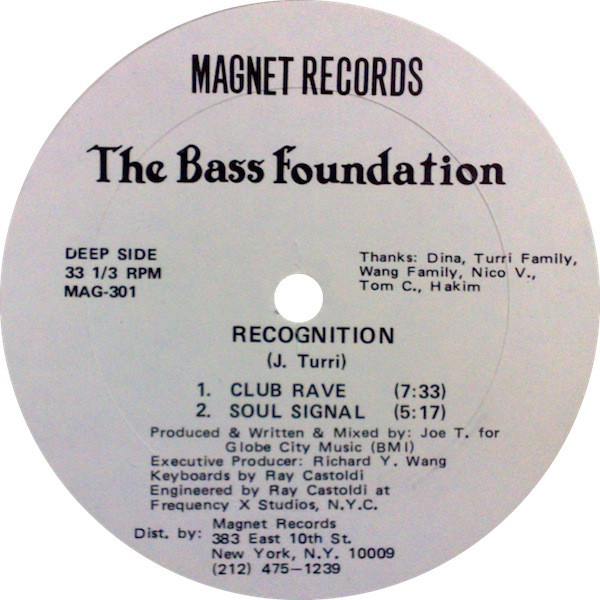 MAGNET RECORDS
The Bass Foundation
DEEP SIDE
33 1/3 RPM
MAG-301
Thanks: Dina, Turri Family,
Wang Family, Nico V.,
Tom C., Hakim
RECOGNITION
(J. Turri)
1. CLUB RAVE (7:33)
2. SOUL SIGNAL (5:17)
Produced & Written & Mixed by: Joe T. for
Globe City Music (BMI)
Executive Producer: Richard Y. Wang
Keyboards by Ray Castoldi
Engineered by Ray Castoldi at
Frequency X Studios, N.Y.C.
Dist. by: Magnet Records
383 East 10th St.
New York, N.Y. 10009
(212) 475-1239